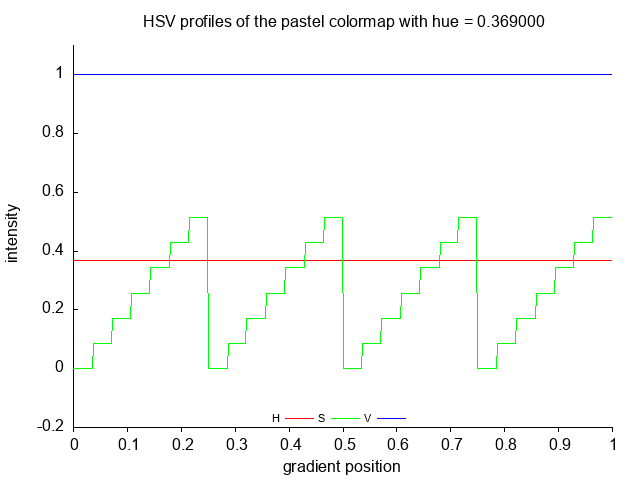 HSV profiles of the pastel colormap with hue = 0.369000
1
0.8
0.6
0.4
0.2
0
-0.2
intensity
H S V
0 0.1 0.2 0.3 0.4 0.5 0.6 0.7 0.8 0.9 1
gradient position